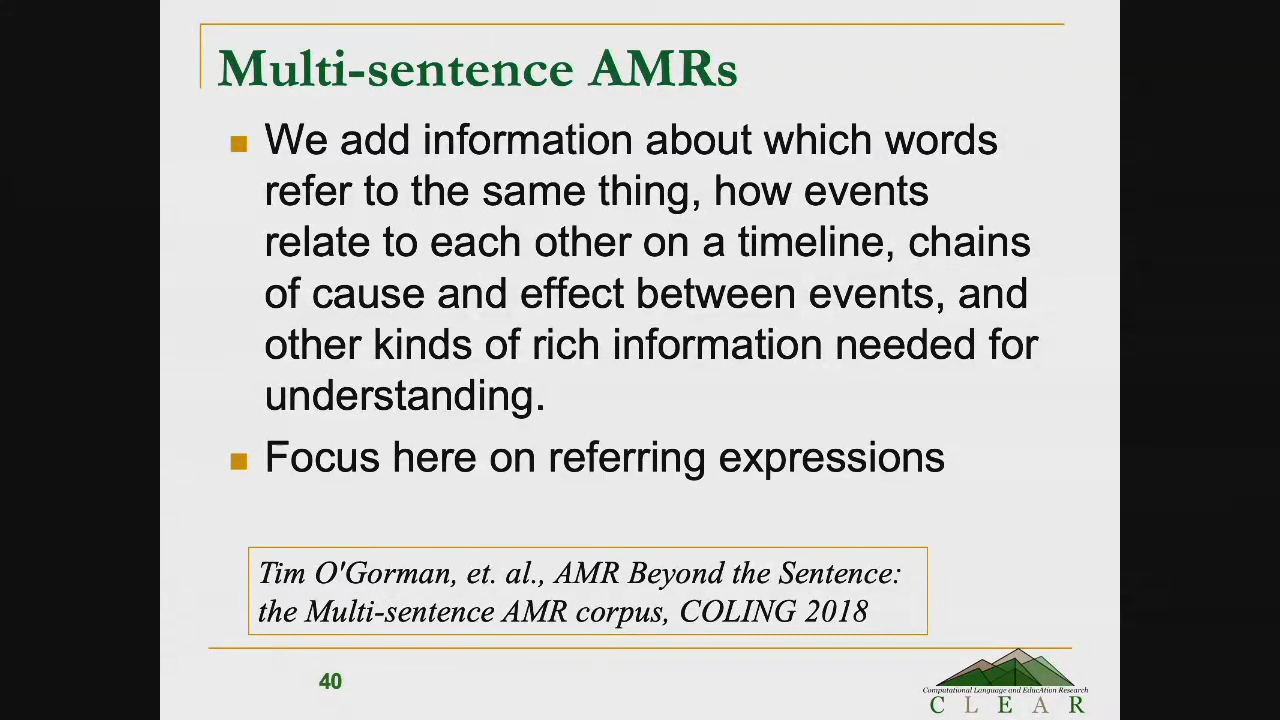 Multi-sentence AMRs
We add information about which words
refer to the same thing, how events
relate to each other on a timeline, chains
of cause and effect between events, and
other kinds of rich information needed for
understanding.
Focus here on referring expressions
Tim O'Gorman, et. al., AMR Beyond the Sentence:
the Multi-sentence AMR corpus, COLING 2018
40
Computational Language and EducAtion Research
C L E A R